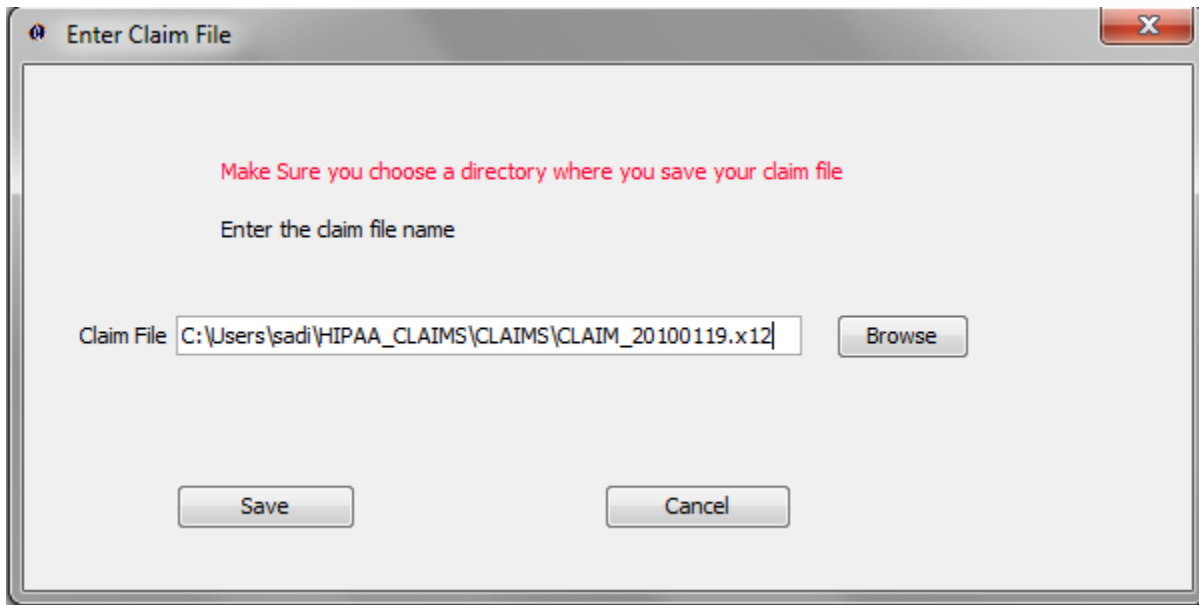 Enter Claim File
Make Sure you choose a directory where you save your claim file
Enter the claim file name
Claim File C:\Users\sadi\HIPAA_CLAIMS\CLAIMS\CLAIM_20100119.x12 Browse
Save Cancel